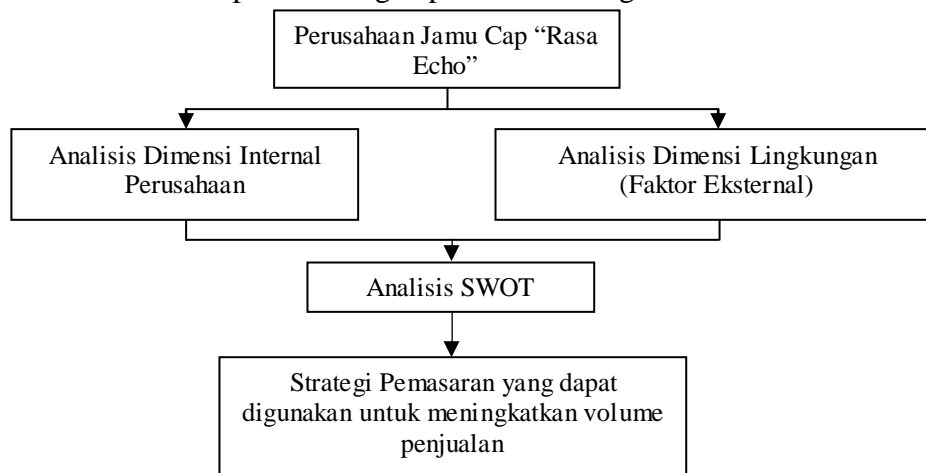 Perusahaan Jamu Cap “Rasa
Echo”
Analisis Dimensi Internal
Perusahaan
Analisis Dimensi Lingkungan
(Faktor Eksternal)
Analisis SWOT
Strategi Pemasaran yang dapat
digunakan untuk meningkatkan volume
penjualan